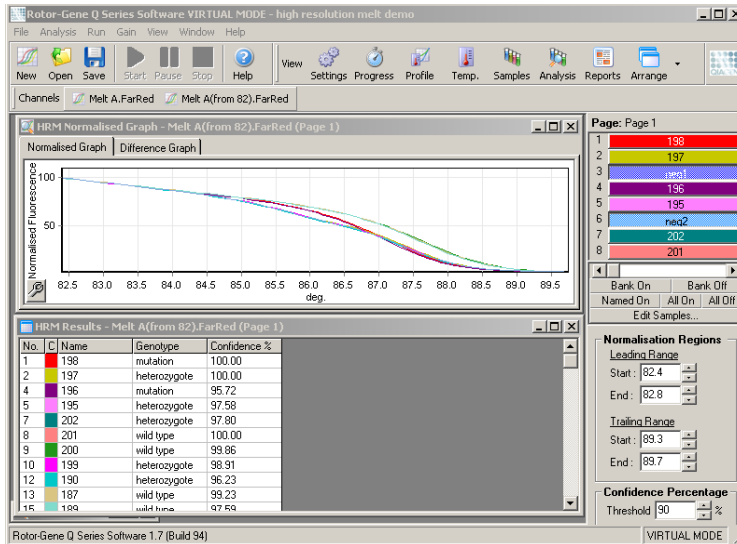 Rotor-Gene Q Series Software VIRTUAL MODE - high resolution melt demo
File Analysis Run Gain View Window Help
New Open Save Start Pause Stop Help View Settings Progress Profile Temp. Samples Analysis Reports Arrange
Channels Melt A.FarRed Melt A(from 82).FarRed
HRM Normalised Graph - Melt A(from 82).FarRed (Page 1)
Normalised Graph Difference Graph
Normalised Fluorescence
100
50
82.5 83.0 83.5 84.0 84.5 85.0 85.5 86.0 86.5 87.0 87.5 88.0 88.5 89.0 89.5
deg.
HRM Results - Melt A(from 82).FarRed (Page 1)
No. C Name Genotype Confidence %
1 198 mutation 100.00
2 197 heterozygote 100.00
4 196 mutation 95.72
5 195 heterozygote 97.58
7 202 heterozygote 97.80
8 201 wild type 100.00
9 200 wild type 99.86
10 199 heterozygote 98.91
12 190 heterozygote 96.23
13 187 wild type 99.23
15 189 wild type 97.59
Page: Page 1
1 198
2 197
3 neg1
4 196
5 195
6 neg2
7 202
8 201
Bank On Bank Off
Named On All On All Off
Edit Samples...
Normalisation Regions
Leading Range
Start : 82.4
End : 82.8
Trailing Range
Start : 89.3
End : 89.7
Confidence Percentage
Threshold 90 %
Rotor-Gene Q Series Software 1.7 (Build 94)
VIRTUAL MODE